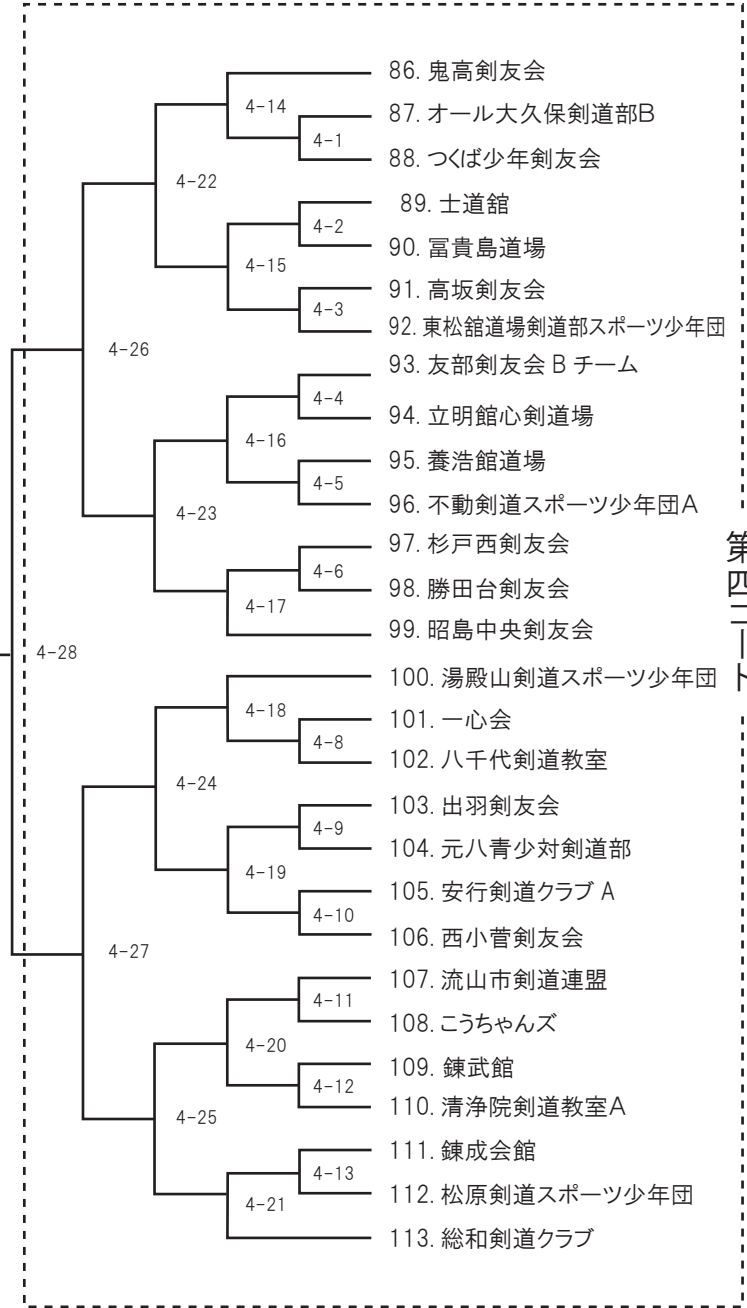 86. 鬼高剣友会
4-14
87. オール大久保剣道部B
4-1
88. つくば少年剣友会
4-22
89. 士道舘
4-2
90. 冨貴島道場
4-15
91. 高坂剣友会
4-3
92. 東松舘道場剣道部スポーツ少年団
4-26
93. 友部剣友会 B チーム
4-4
94. 立明館心剣道場
4-16
95. 養浩館道場
4-5
96. 不動剣道スポーツ少年団A
4-23
97. 杉戸西剣友会
4-6
98. 勝田台剣友会
4-17
99. 昭島中央剣友会
第四コート
4-28
100. 湯殿山剣道スポーツ少年団
4-18
101. 一心会
4-8
102. 八千代剣道教室
4-24
103. 出羽剣友会
4-9
104. 元八青少対剣道部
4-19
105. 安行剣道クラブ A
4-10
106. 西小菅剣友会
4-27
107. 流山市剣道連盟
4-11
108. こうちゃんズ
4-20
109. 錬武館
4-12
110. 清浄院剣道教室A
4-25
111. 錬成会館
4-13
112. 松原剣道スポーツ少年団
4-21
113. 総和剣道クラブ